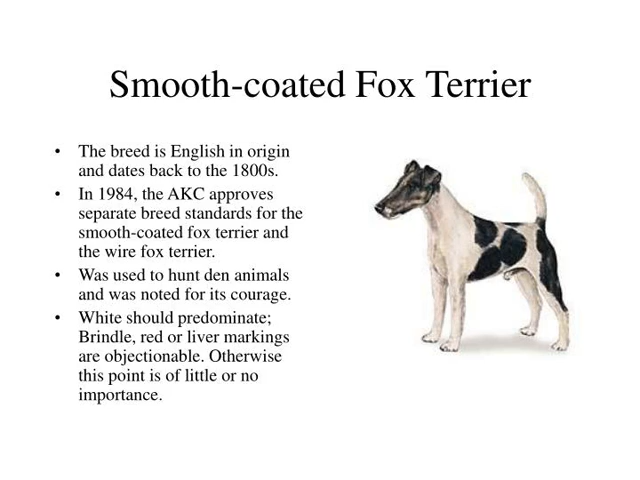 Smooth-coated Fox Terrier
• The breed is English in origin
and dates back to the 1800s.
• In 1984, the AKC approves
separate breed standards for the
smooth-coated fox terrier and
the wire fox terrier.
• Was used to hunt den animals
and was noted for its courage.
• White should predominate;
Brindle, red or liver markings
are objectionable. Otherwise
this point is of little or no
importance.